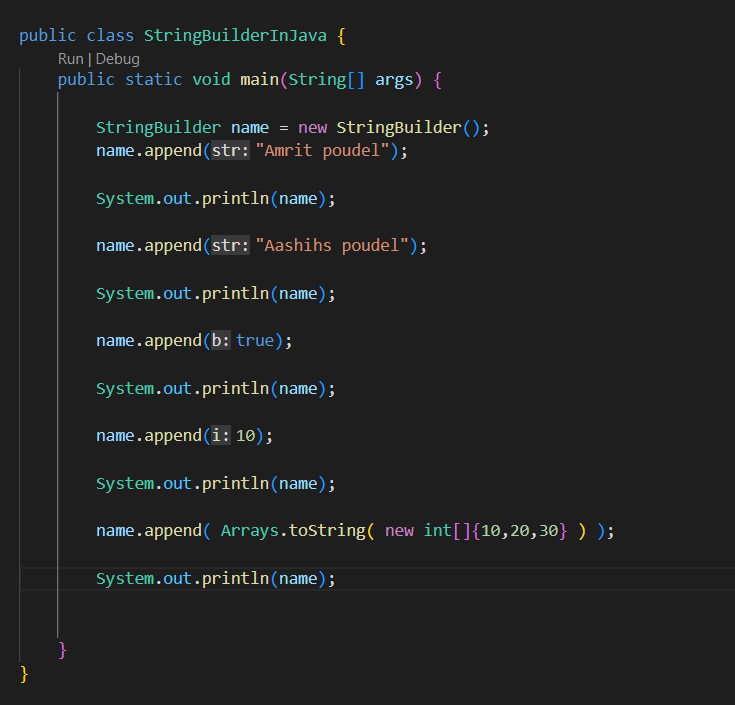 public class StringBuilderInJava {
Run | Debug
public static void main(String[] args) {
StringBuilder name = new StringBuilder();
name.append(str: "Amrit poudel");
System.out.println(name);
name.append(str: "Aashihs poudel");
System.out.println(name);
name.append(b: true);
System.out.println(name);
name.append(i: 10);
System.out.println(name);
name.append( Arrays.toString( new int[]{10,20,30} ) );
System.out.println(name);
}
}